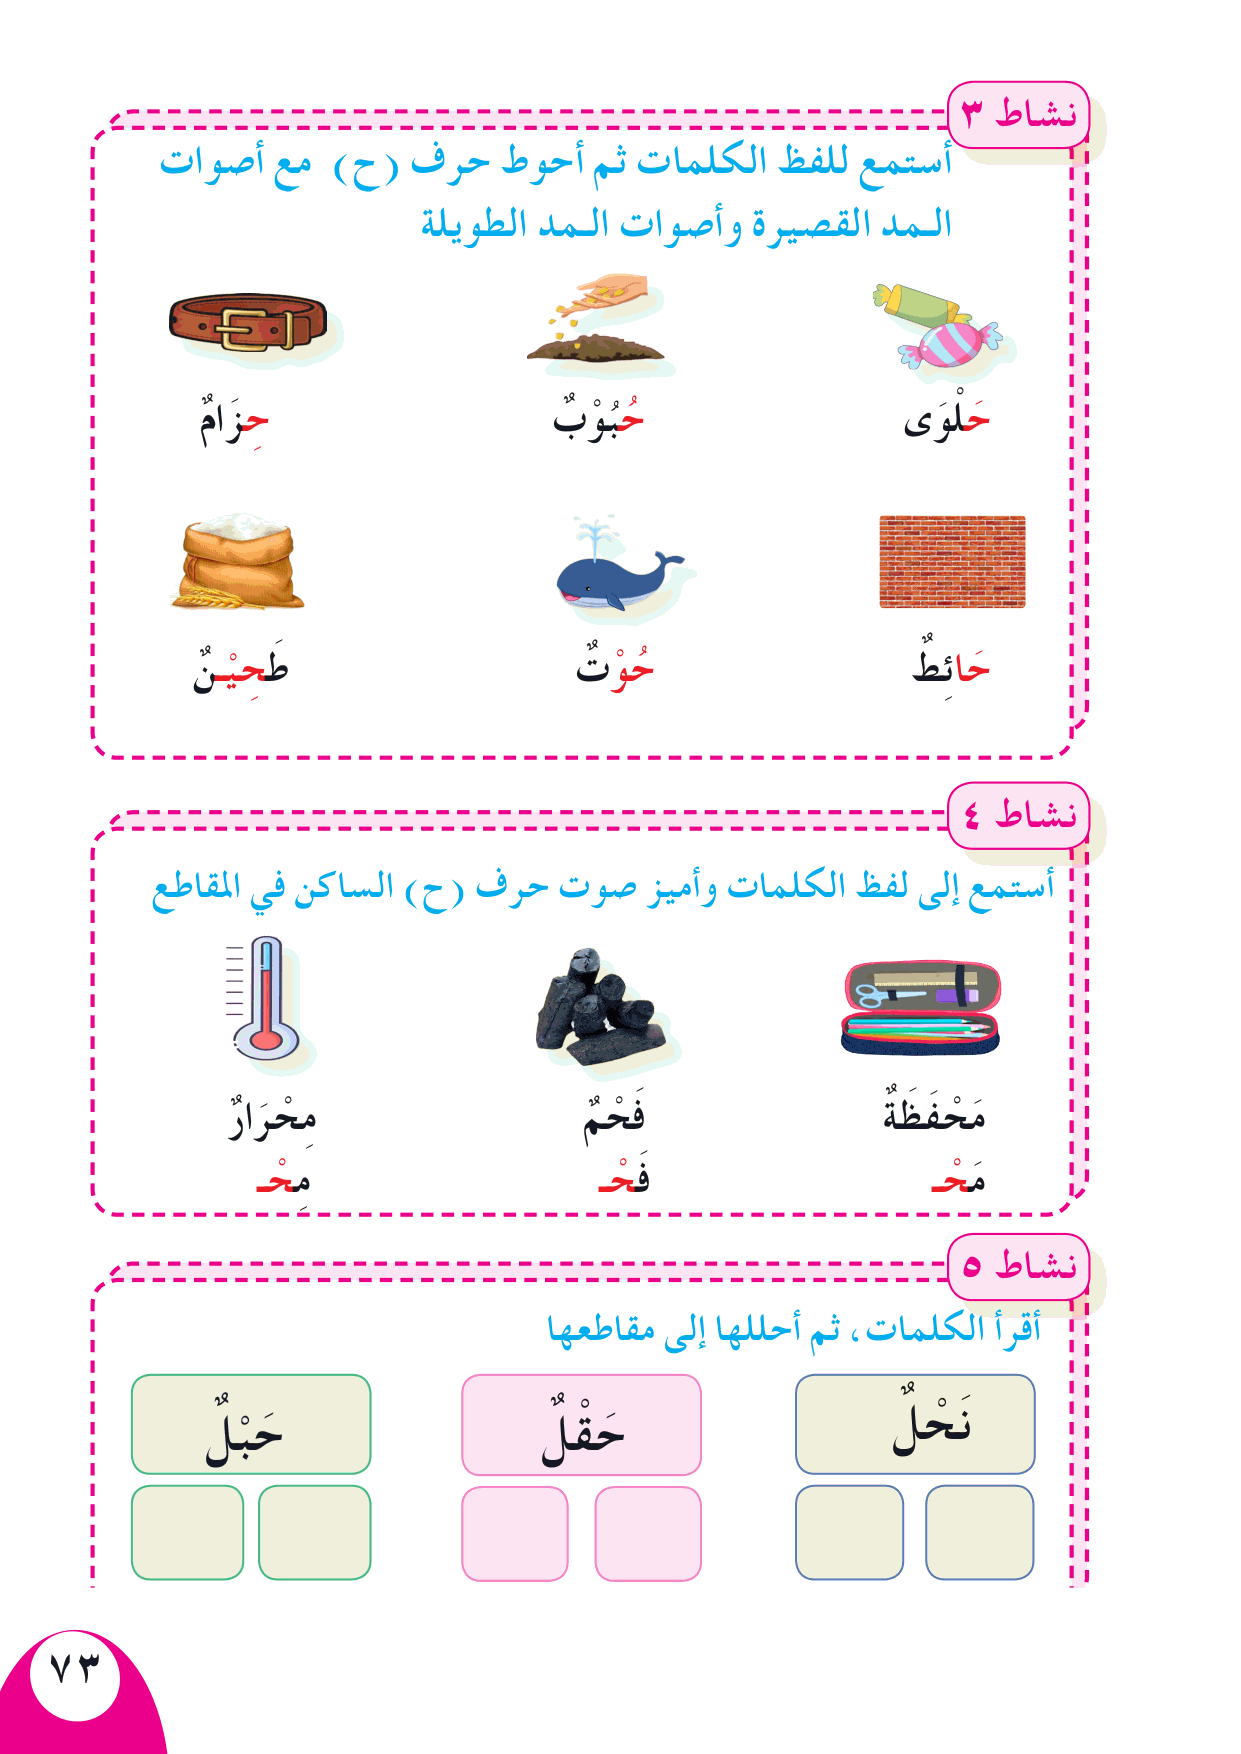 نشاط ٣
أستمع للفظ الكلمات ثم أحوط حرف (ح) مع أصوات
الـمد القصيرة وأصوات الـمد الطويلة
حَلْوَى حُبُوْبٌ حِزَامٌ
حَائِطٌ حُوْتٌ طَحِيْنٌ
نشاط ٤
أستمع إلى لفظ الكلمات وأميز صوت حرف (ح) الساكن في المقاطع
مَحْفَظَةٌ فَحْمٌ مِحْرَارٌ
مَحْـ فَحْـ مِحْـ
نشاط ٥
أقرأ الكلمات، ثم أحللها إلى مقاطعها
نَحْلٌ حَقْلٌ حَبْلٌ
٧٣